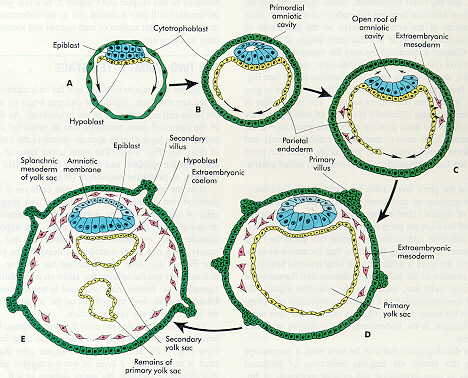 Primordial
amniotic
cavity
Cytotrophoblast
Epiblast
A
Hypoblast
B
Open roof of
amniotic
cavity
Extraembryonic
mesoderm
Parietal
endoderm
C
Splanchnic
mesoderm
of yolk sac
Amniotic
membrane
Epiblast
Secondary
villus
Hypoblast
Extraembryonic
coelom
Primary
villus
Extraembryonic
mesoderm
Primary
yolk sac
D
E
Secondary
yolk sac
Remains of
primary yolk sac